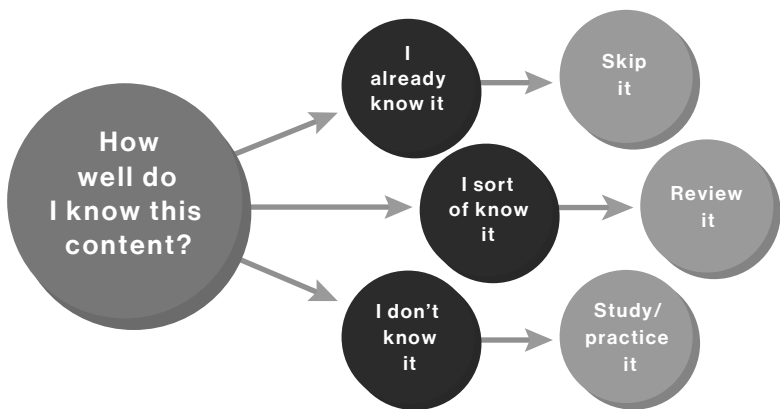 How
well do
I know this
content?
I
already
know it
Skip
it
I sort
of know
it
Review
it
I don’t
know
it
Study/
practice
it